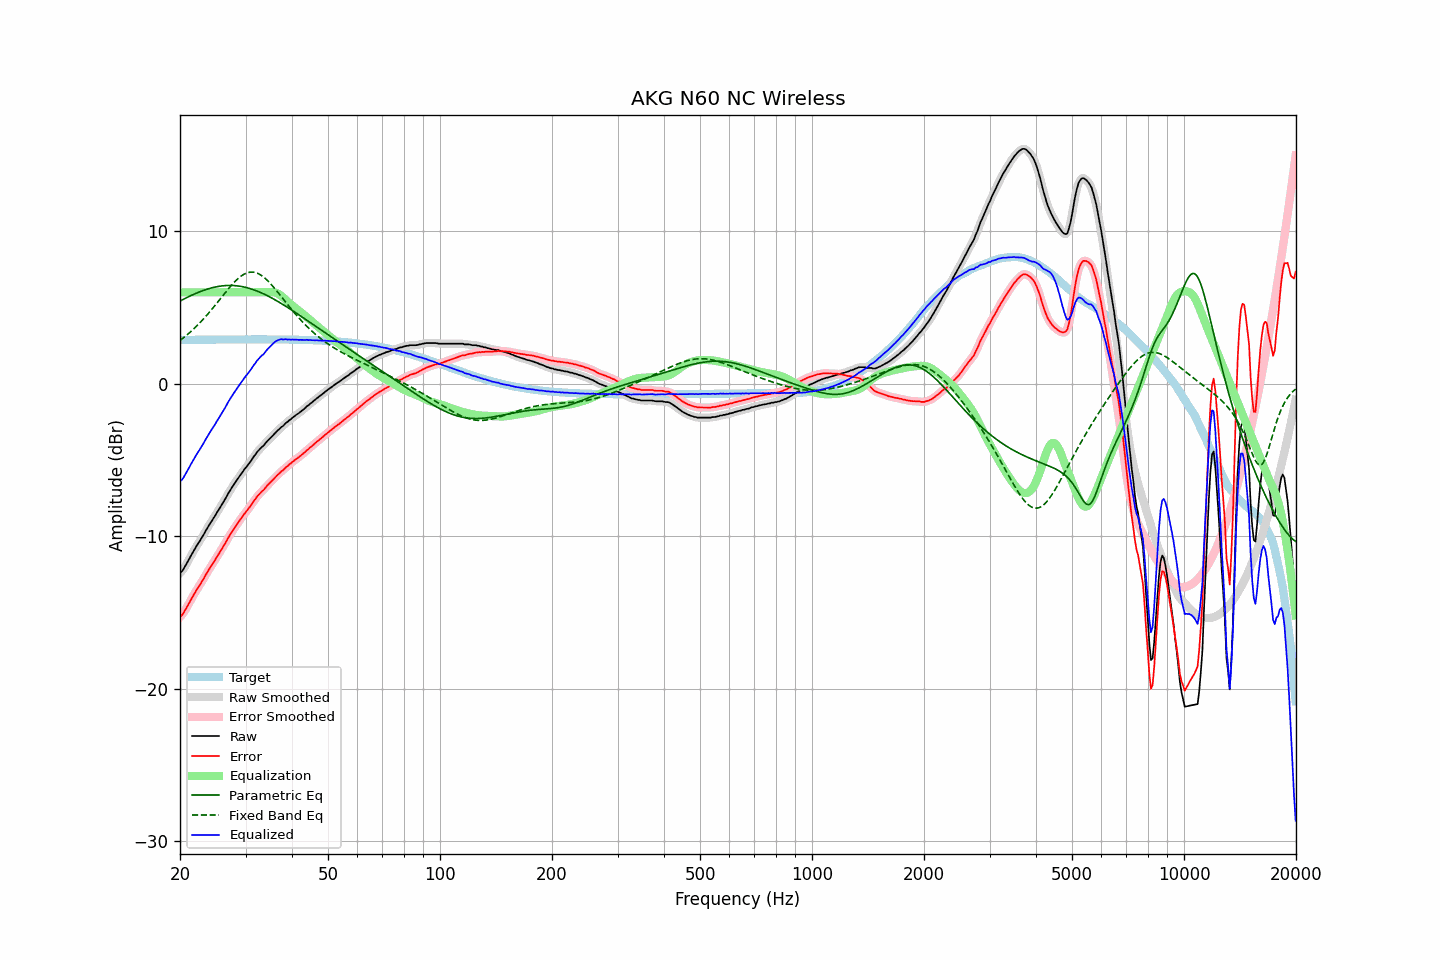 AKG N60 NC Wireless
Amplitude (dBr)
10
0
−10
−20
−30
Target
Raw Smoothed
Error Smoothed
Raw
Error
Equalization
Parametric Eq
Fixed Band Eq
Equalized
20 50 100 200 500 1000 2000 5000 10000 20000
Frequency (Hz)